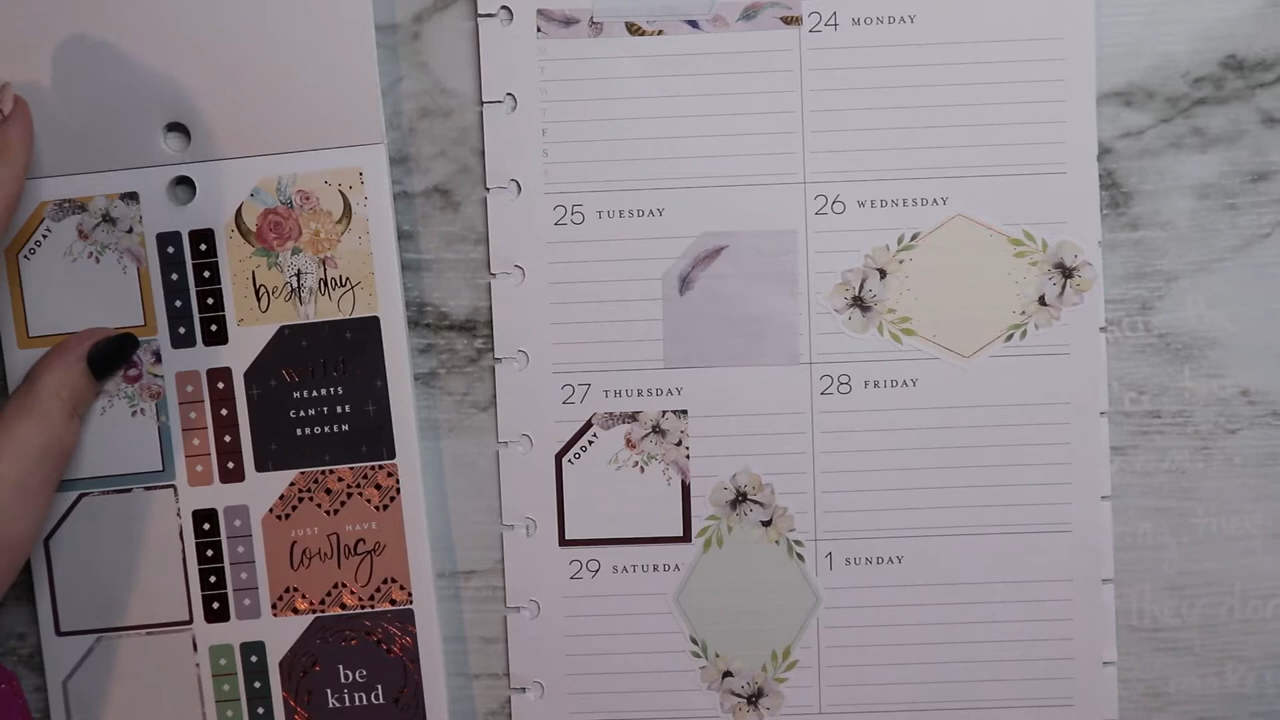 TODAY
best day
wild
HEARTS
CAN'T BE
BROKEN
JUST HAVE
courage
be
kind
24 MONDAY
M
T
W
T
F
S
S
25 TUESDAY
26 WEDNESDAY
27 THURSDAY
TODAY
28 FRIDAY
29 SATURDA
1 SUNDAY